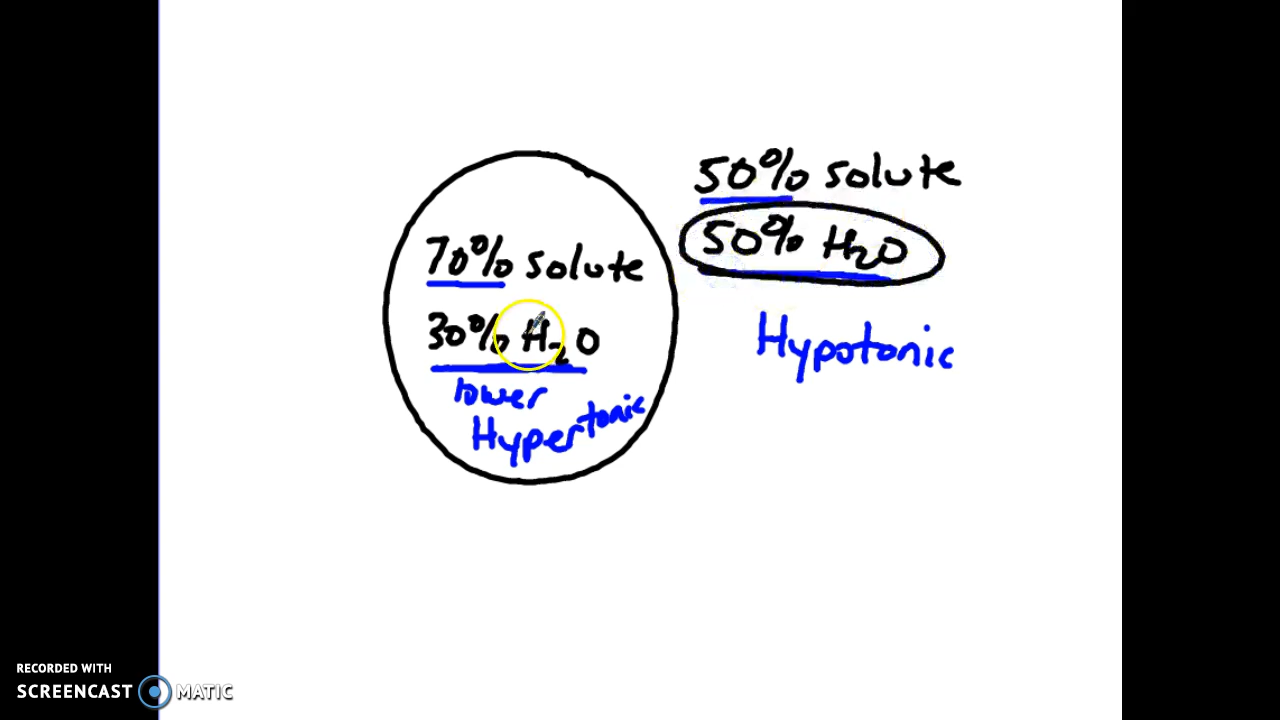 50% solute
50% H₂O
70% solute
30% H₂O
lower
Hypertonic
Hypotonic
RECORDED WITH
SCREENCAST MATIC